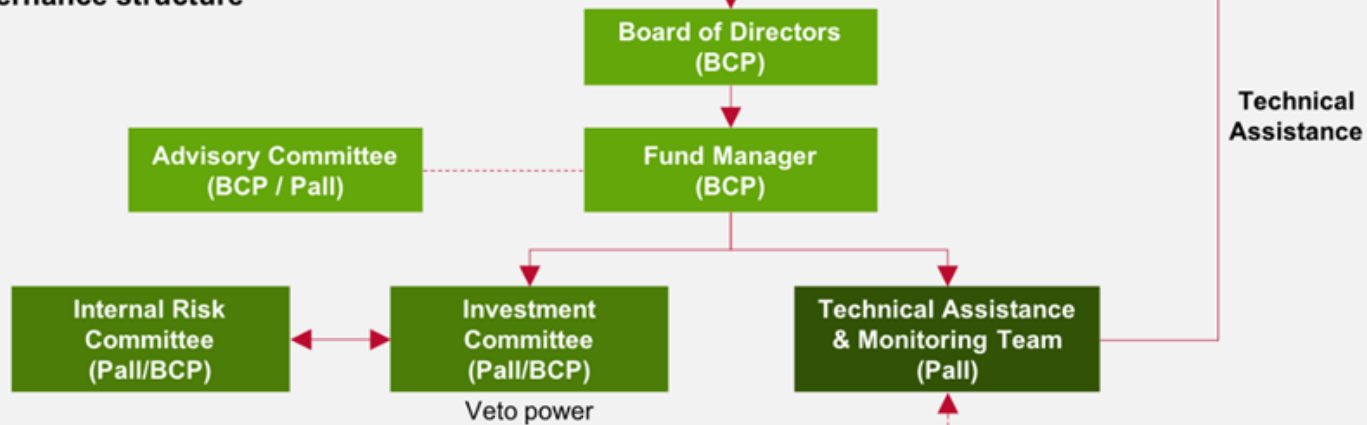 Board of Directors
(BCP)
Technical
Assistance
Advisory Committee
(BCP / Pall)
Fund Manager
(BCP)
Internal Risk
Committee
(Pall/BCP)
Investment
Committee
(Pall/BCP)
Technical Assistance
& Monitoring Team
(Pall)
Veto power